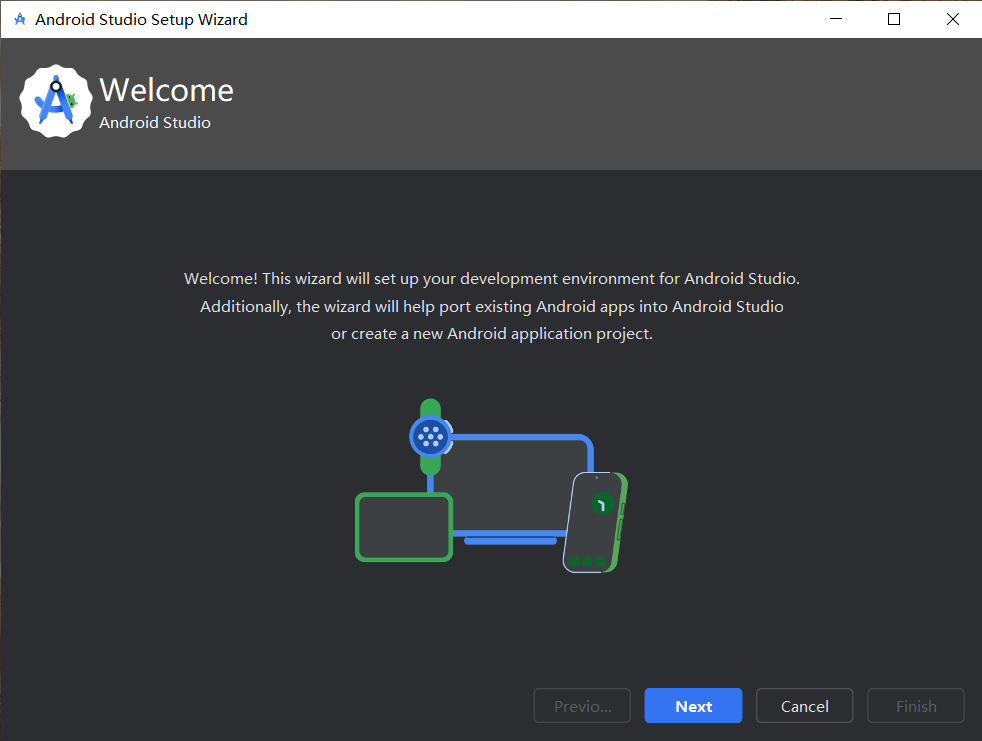 Android Studio Setup Wizard
Welcome
Android Studio
Welcome! This wizard will set up your development environment for Android Studio.
Additionally, the wizard will help port existing Android apps into Android Studio
or create a new Android application project.
Previo...
Next
Cancel
Finish